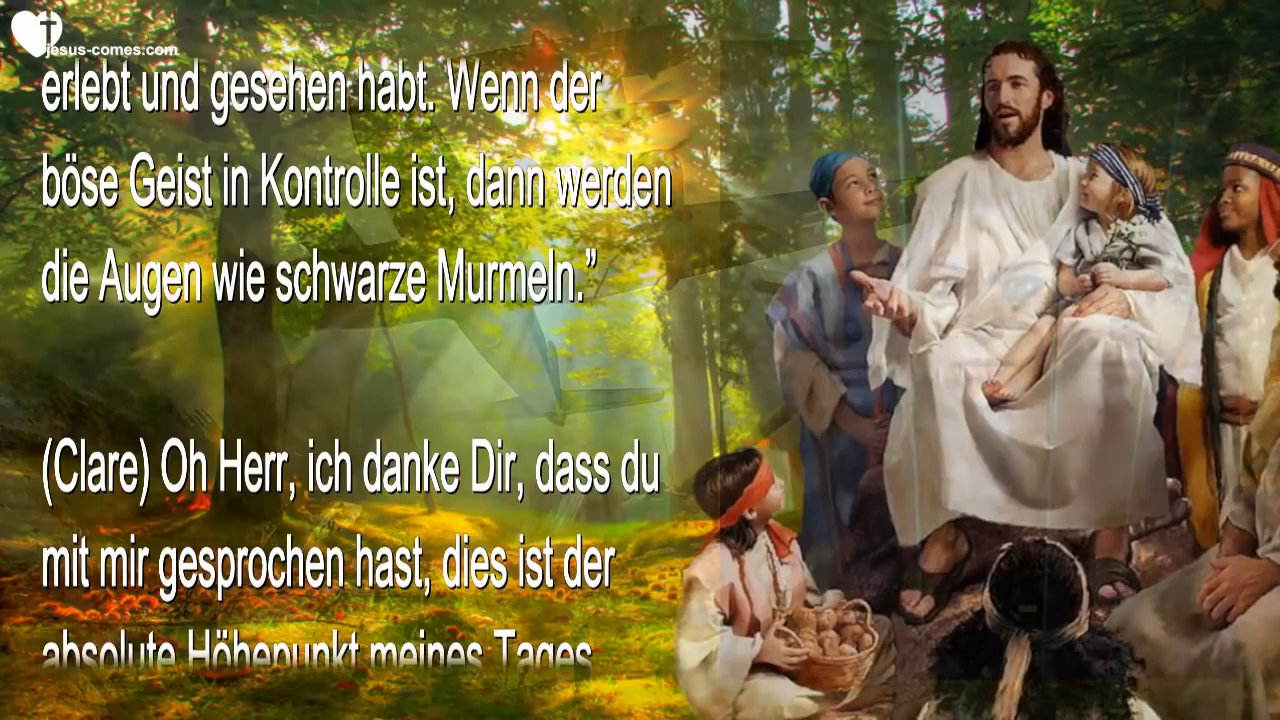 jesus-comes.com
erlebt und gesehen habt. Wenn der
böse Geist in Kontrolle ist, dann werden
die Augen wie schwarze Murmeln.”
(Clare) Oh Herr, ich danke Dir, dass du
mit mir gesprochen hast, dies ist der
absolute Höhepunkt meines Tages